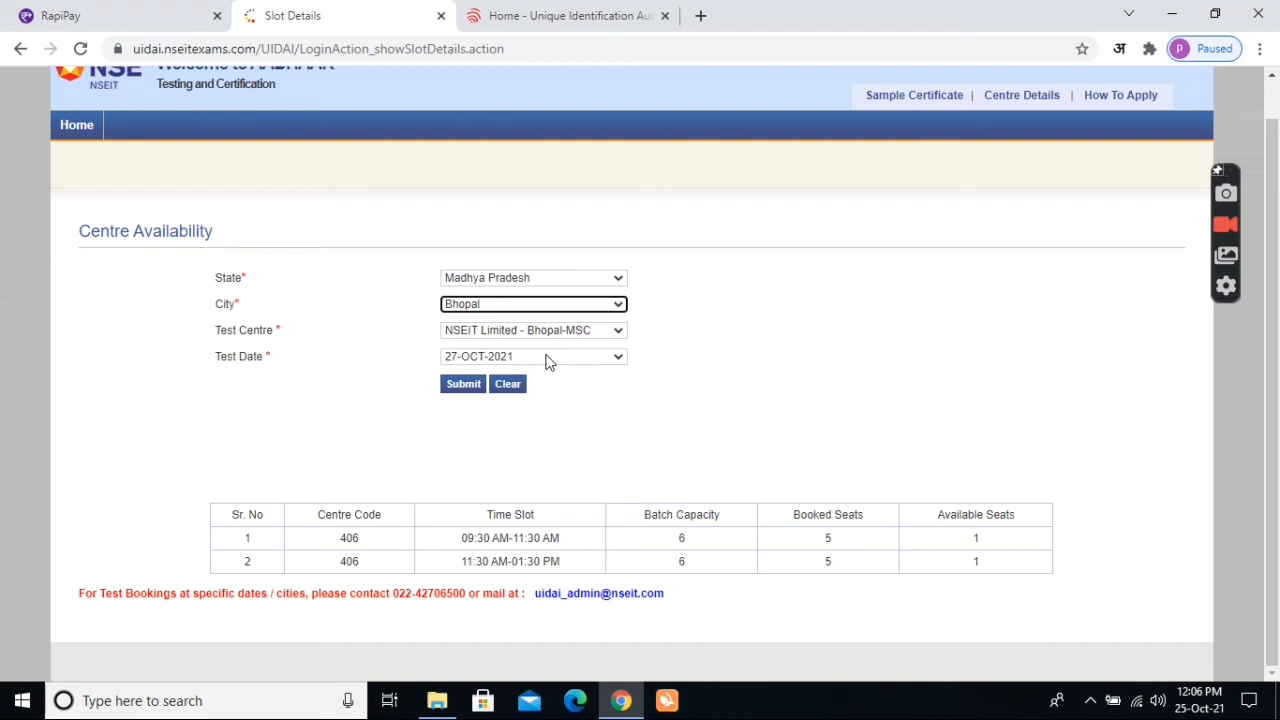 RapiPay
Slot Details
Home - Unique Identification Au
uidai.nseitexams.com/UIDAI/LoginAction_showSlotDetails.action
अ
P Paused
NSE
NSEIT
Welcome to AADHAAR
Testing and Certification
Sample Certificate | Centre Details | How To Apply
Home
Centre Availability
State* Madhya Pradesh
City* Bhopal
Test Centre * NSEIT Limited - Bhopal-MSC
Test Date * 27-OCT-2021
Submit Clear
Sr. No Centre Code Time Slot Batch Capacity Booked Seats Available Seats
1 406 09:30 AM-11:30 AM 6 5 1
2 406 11:30 AM-01:30 PM 6 5 1
For Test Bookings at specific dates / cities, please contact 022-42706500 or mail at : uidai_admin@nseit.com
Type here to search
12:06 PM
25-Oct-21